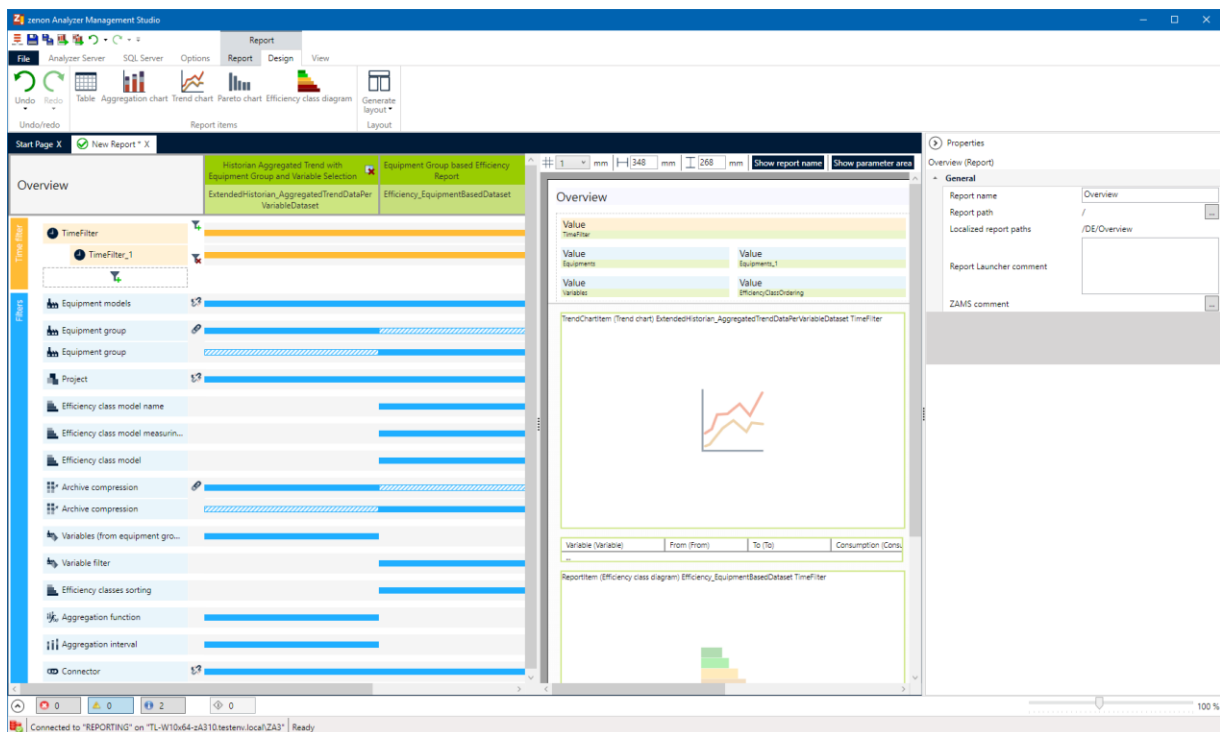 zenon Analyzer Management Studio
Report
File Analyzer Server SQL Server Options Report Design View
Undo Redo Table Aggregation chart Trend chart Pareto chart Efficiency class diagram Generate layout
Undo/redo Report items Layout
Start Page X New Report * X
Overview
Historian Aggregated Trend with Equipment Group and Variable Selection
Equipment Group based Efficiency Report
ExtendedHistorian_AggregatedTrendDataPerVariableDataset
Efficiency_EquipmentBasedDataset
Time filter
TimeFilter
TimeFilter_1
Filters
Equipment models
Equipment group
Equipment group
Project
Efficiency class model name
Efficiency class model measurin...
Efficiency class model
Archive compression
Archive compression
Variables (from equipment gro...
Variable filter
Efficiency classes sorting
Aggregation function
Aggregation interval
Connector
1 mm 348 mm 268 mm Show report name Show parameter area
Overview
Value
TimeFilter
Value Value
Equipments Equipments_1
Value Value
Variables EfficiencyClassOrdering
TrendChartItem (Trend chart) ExtendedHistorian_AggregatedTrendDataPerVariableDataset TimeFilter
Variable (Variable) From (From) To (To) Consumption (Consu
...
ReportItem (Efficiency class diagram) Efficiency_EquipmentBasedDataset TimeFilter
Properties
Overview (Report)
General
Report name Overview
Report path / ...
Localized report paths /DE/Overview
Report Launcher comment
ZAMS comment ...
0 0 2 0
100 %
Connected to "REPORTING" on "TL-W10x64-zA310.testenv.local\ZA3" Ready